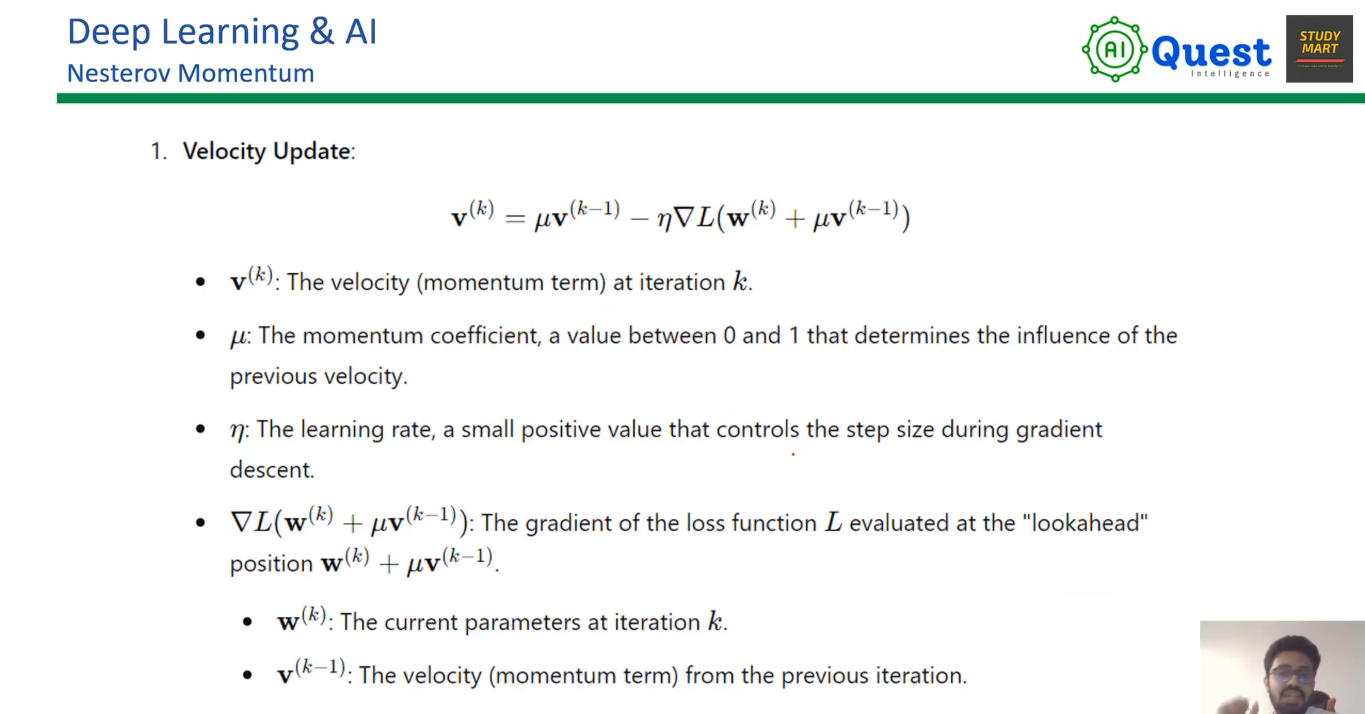 Deep Learning & AI
Nesterov Momentum
AI Quest
Intelligence
STUDY
MART
1. Velocity Update:
v^(k) = μv^(k−1) − η∇L(w^(k) + μv^(k−1))
• v^(k): The velocity (momentum term) at iteration k.
• μ: The momentum coefficient, a value between 0 and 1 that determines the influence of the
previous velocity.
• η: The learning rate, a small positive value that controls the step size during gradient
descent.
• ∇L(w^(k) + μv^(k−1)): The gradient of the loss function L evaluated at the "lookahead"
position w^(k) + μv^(k−1).
• w^(k): The current parameters at iteration k.
• v^(k−1): The velocity (momentum term) from the previous iteration.